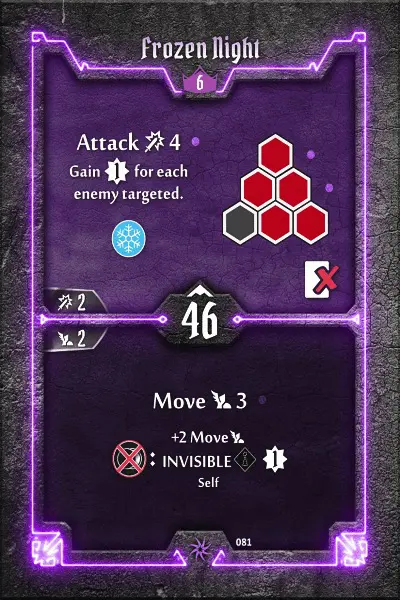 Frozen Night
6
Attack 4
Gain 1 for each
enemy targeted.
2
46
2
Move 3
+2 Move
: INVISIBLE 1
Self
081